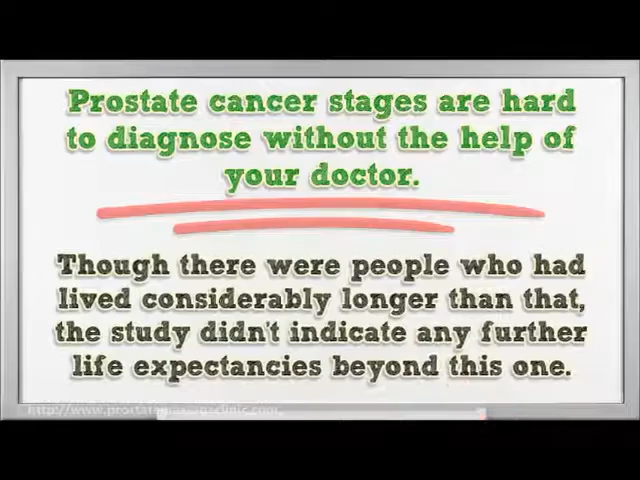 Prostate cancer stages are hard
to diagnose without the help of
your doctor.
Though there were people who had
lived considerably longer than that,
the study didn't indicate any further
life expectancies beyond this one.